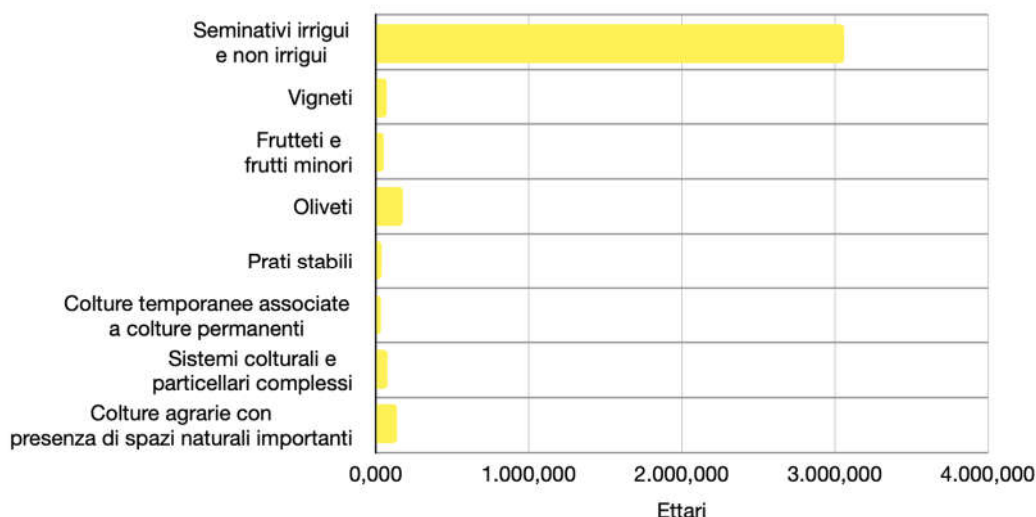 Seminativi irrigui
e non irrigui
Vigneti
Frutteti e
frutti minori
Oliveti
Prati stabili
Colture temporanee associate
a colture permanenti
Sistemi colturali e
particellari complessi
Colture agrarie con
presenza di spazi naturali importanti
0,000 1.000,000 2.000,000 3.000,000 4.000,000
Ettari